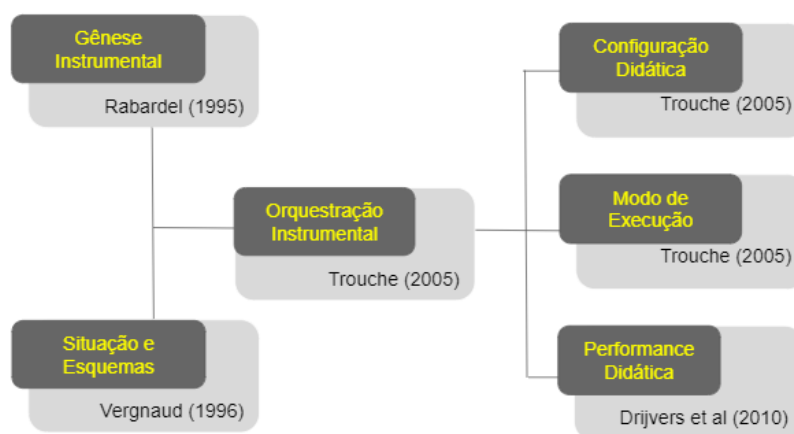 Gênese
Instrumental
Rabardel (1995)
Situação e
Esquemas
Vergnaud (1996)
Orquestração
Instrumental
Trouche (2005)
Configuração
Didática
Trouche (2005)
Modo de
Execução
Trouche (2005)
Performance
Didática
Drijvers et al (2010)